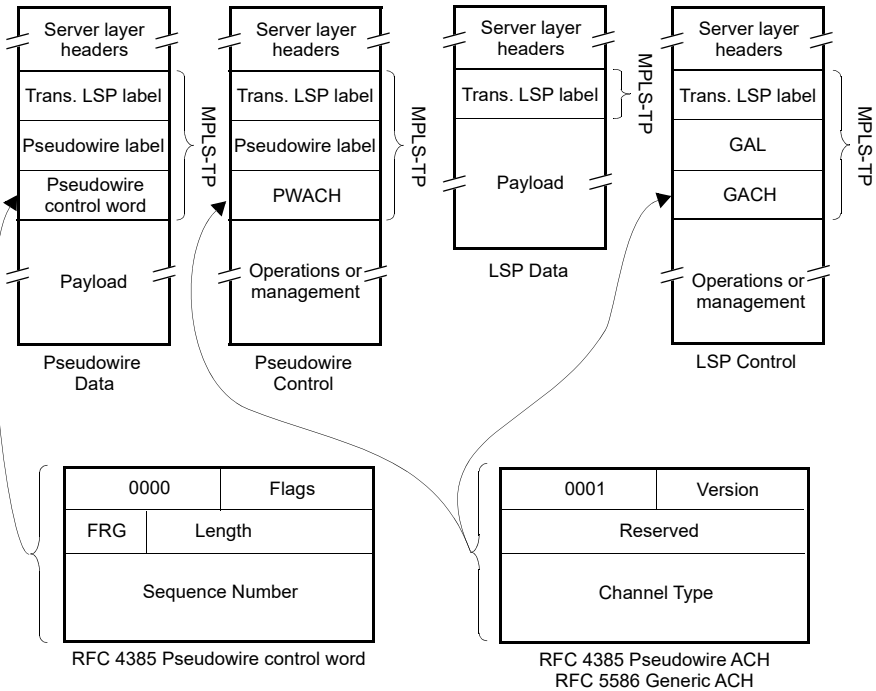 Server layer
headers
Trans. LSP label
Pseudowire label
Pseudowire
control word
Payload
Pseudowire
Data
MPLS-TP
Server layer
headers
Trans. LSP label
Pseudowire label
PWACH
Operations or
management
Pseudowire
Control
MPLS-TP
Server layer
headers
Trans. LSP label
Payload
LSP Data
MPLS-TP
Server layer
headers
Trans. LSP label
GAL
GACH
Operations or
management
LSP Control
MPLS-TP
0000
Flags
FRG
Length
Sequence Number
RFC 4385 Pseudowire control word
0001
Version
Reserved
Channel Type
RFC 4385 Pseudowire ACH
RFC 5586 Generic ACH